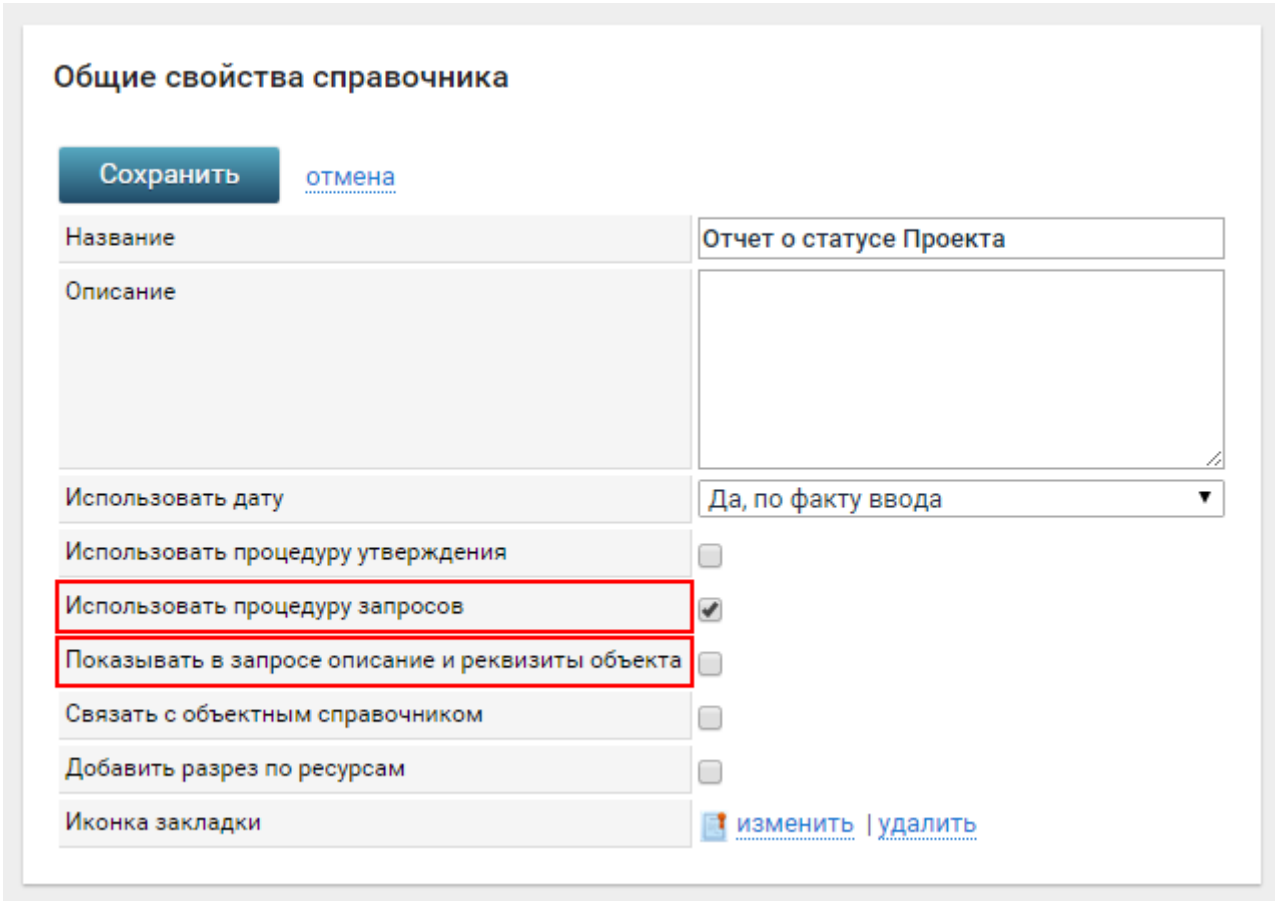 Общие свойства справочника
Сохранить отмена
Название Отчет о статусе Проекта
Описание
Использовать дату Да, по факту ввода
Использовать процедуру утверждения
Использовать процедуру запросов
Показывать в запросе описание и реквизиты объекта
Связать с объектным справочником
Добавить разрез по ресурсам
Иконка закладки изменить | удалить